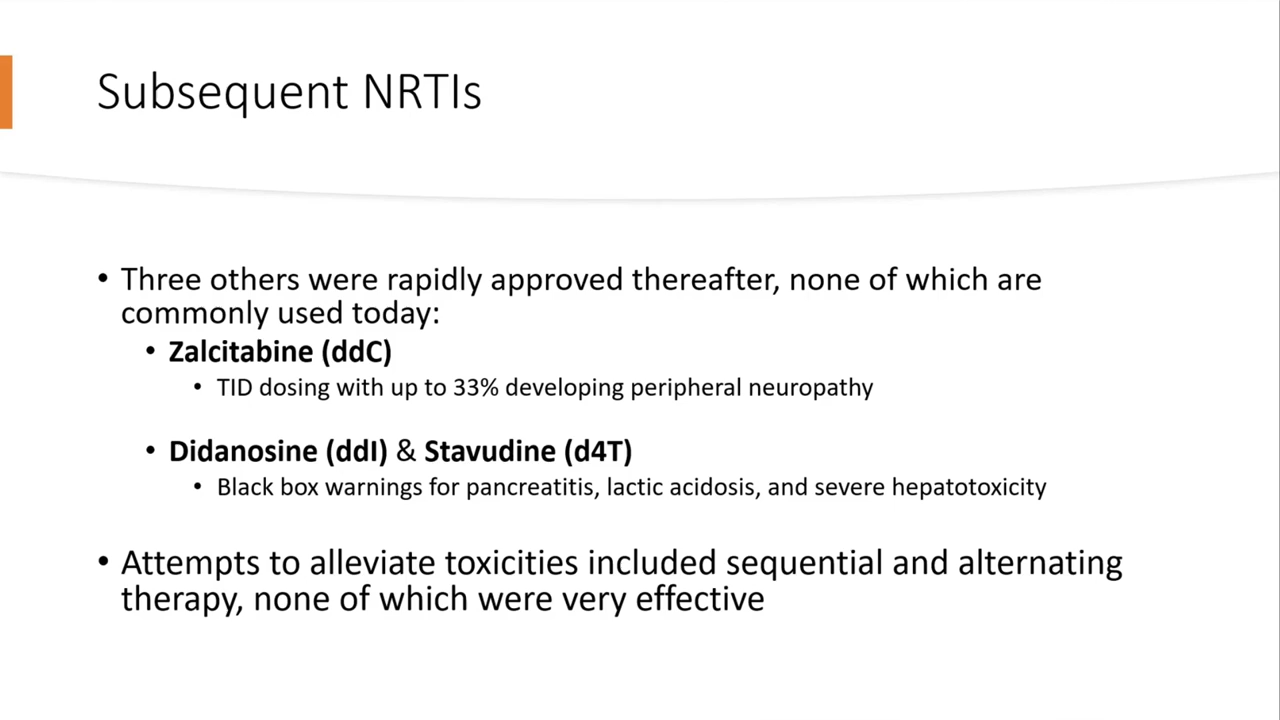 Subsequent NRTIs
• Three others were rapidly approved thereafter, none of which are
commonly used today:
• Zalcitabine (ddC)
• TID dosing with up to 33% developing peripheral neuropathy
• Didanosine (ddI) & Stavudine (d4T)
• Black box warnings for pancreatitis, lactic acidosis, and severe hepatotoxicity
• Attempts to alleviate toxicities included sequential and alternating
therapy, none of which were very effective